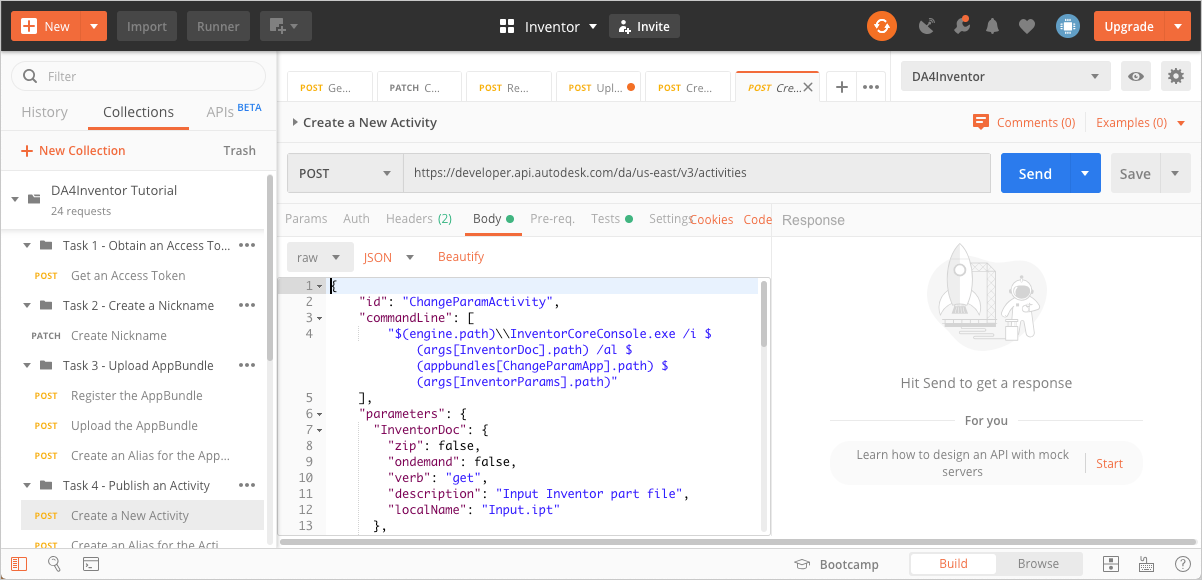 New
Import
Runner
Inventor
Invite
Upgrade
Filter
History
Collections
APIs BETA
New Collection
Trash
DA4Inventor Tutorial
24 requests
Task 1 - Obtain an Access To...
POST Get an Access Token
Task 2 - Create a Nickname
PATCH Create Nickname
Task 3 - Upload AppBundle
POST Register the AppBundle
POST Upload the AppBundle
POST Create an Alias for the App...
Task 4 - Publish an Activity
POST Create a New Activity
POST Create an Alias for the Acti...
POST Ge...
PATCH C...
POST Re...
POST Upl...
POST Cre...
POST Cre...
DA4Inventor
Create a New Activity
Comments (0)
Examples (0)
POST
https://developer.api.autodesk.com/da/us-east/v3/activities
Send
Save
Params
Auth
Headers (2)
Body
Pre-req.
Tests
Settings
Cookies
Code
Response
raw
JSON
Beautify
1 {
2 "id": "ChangeParamActivity",
3 "commandLine": [
4 "$(engine.path)\\InventorCoreConsole.exe /i $
(args[InventorDoc].path) /al $
(appbundles[ChangeParamApp].path) $
(args[InventorParams].path)"
5 ],
6 "parameters": {
7 "InventorDoc": {
8 "zip": false,
9 "ondemand": false,
10 "verb": "get",
11 "description": "Input Inventor part file",
12 "localName": "Input.ipt"
13 },
Hit Send to get a response
For you
Learn how to design an API with mock
servers
Start
Bootcamp
Build
Browse